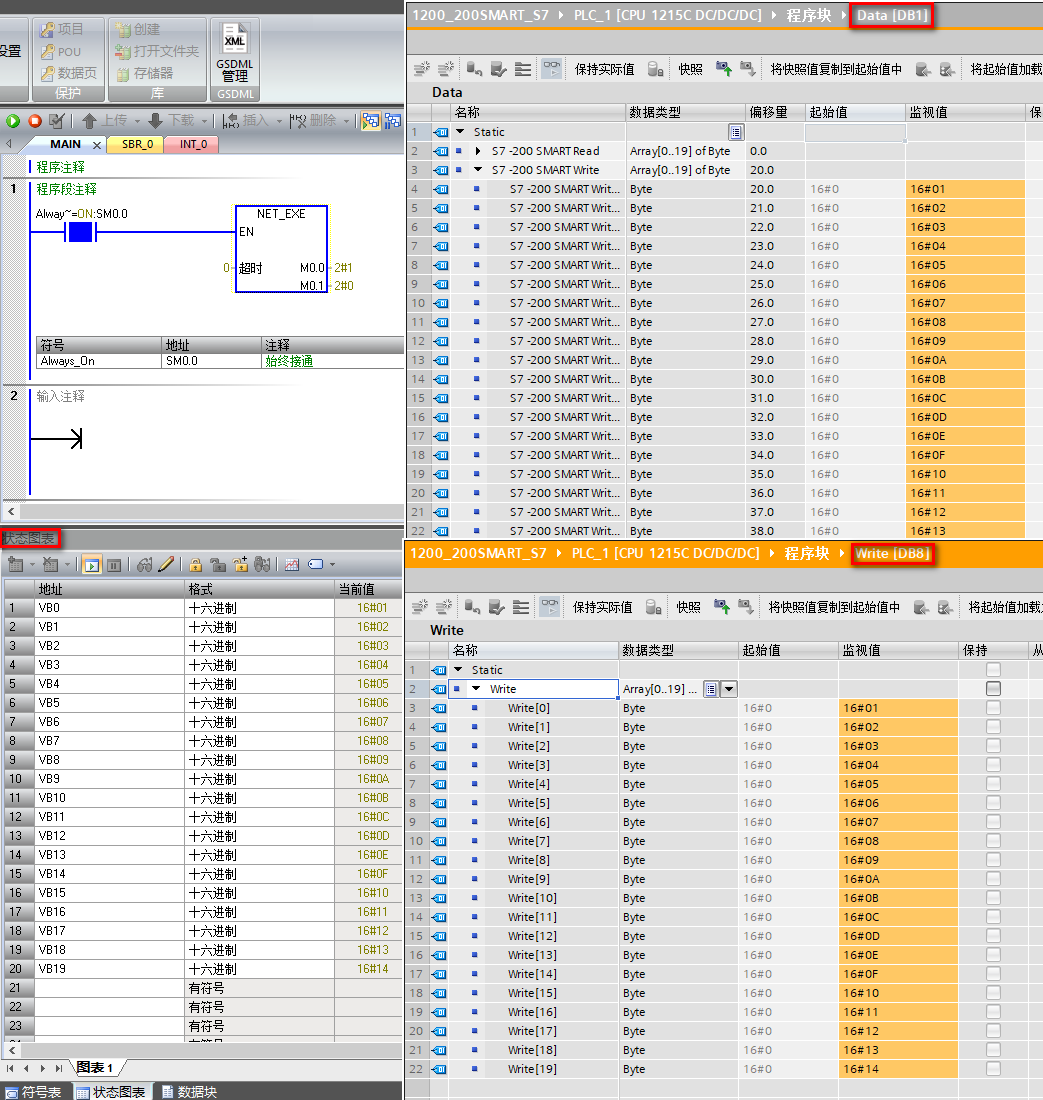 设置
项目
POU
数据页
保护
创建
打开文件夹
存储器
库
XML
GSDML
管理
GSDML
上传
下载
插入
删除
MAIN
SBR_0
INT_0
程序注释
1
程序段注释
Alway~=ON:SM0.0
NET_EXE
EN
0
超时
M0.0
2#1
M0.1
2#0
符号 地址 注释
Always_On SM0.0 始终接通
2
输入注释
状态图表
地址 格式 当前值
1 VB0 十六进制 16#01
2 VB1 十六进制 16#02
3 VB2 十六进制 16#03
4 VB3 十六进制 16#04
5 VB4 十六进制 16#05
6 VB5 十六进制 16#06
7 VB6 十六进制 16#07
8 VB7 十六进制 16#08
9 VB8 十六进制 16#09
10 VB9 十六进制 16#0A
11 VB10 十六进制 16#0B
12 VB11 十六进制 16#0C
13 VB12 十六进制 16#0D
14 VB13 十六进制 16#0E
15 VB14 十六进制 16#0F
16 VB15 十六进制 16#10
17 VB16 十六进制 16#11
18 VB17 十六进制 16#12
19 VB18 十六进制 16#13
20 VB19 十六进制 16#14
21 有符号
22 有符号
23 有符号
图表 1
符号表 状态图表 数据块
1200_200SMART_S7 PLC_1 [CPU 1215C DC/DC/DC] 程序块 Data [DB1]
保持实际值 快照 将快照值复制到起始值中 将起始值加载
Data
名称 数据类型 偏移量 起始值 监视值 保
1 Static
2 S7 -200 SMART Read Array[0..19] of Byte 0.0
3 S7 -200 SMART Write Array[0..19] of Byte 20.0
4 S7 -200 SMART Writ... Byte 20.0 16#0 16#01
5 S7 -200 SMART Writ... Byte 21.0 16#0 16#02
6 S7 -200 SMART Writ... Byte 22.0 16#0 16#03
7 S7 -200 SMART Writ... Byte 23.0 16#0 16#04
8 S7 -200 SMART Writ... Byte 24.0 16#0 16#05
9 S7 -200 SMART Writ... Byte 25.0 16#0 16#06
10 S7 -200 SMART Writ... Byte 26.0 16#0 16#07
11 S7 -200 SMART Writ... Byte 27.0 16#0 16#08
12 S7 -200 SMART Writ... Byte 28.0 16#0 16#09
13 S7 -200 SMART Writ... Byte 29.0 16#0 16#0A
14 S7 -200 SMART Writ... Byte 30.0 16#0 16#0B
15 S7 -200 SMART Writ... Byte 31.0 16#0 16#0C
16 S7 -200 SMART Writ... Byte 32.0 16#0 16#0D
17 S7 -200 SMART Writ... Byte 33.0 16#0 16#0E
18 S7 -200 SMART Writ... Byte 34.0 16#0 16#0F
19 S7 -200 SMART Writ... Byte 35.0 16#0 16#10
20 S7 -200 SMART Writ... Byte 36.0 16#0 16#11
21 S7 -200 SMART Writ... Byte 37.0 16#0 16#12
22 S7 -200 SMART Writ... Byte 38.0 16#0 16#13
1200_200SMART_S7 PLC_1 [CPU 1215C DC/DC/DC] 程序块 Write [DB8]
保持实际值 快照 将快照值复制到起始值中 将起始值加载
Write
名称 数据类型 起始值 监视值 保持 从
1 Static
2 Write Array[0..19] ...
3 Write[0] Byte 16#0 16#01
4 Write[1] Byte 16#0 16#02
5 Write[2] Byte 16#0 16#03
6 Write[3] Byte 16#0 16#04
7 Write[4] Byte 16#0 16#05
8 Write[5] Byte 16#0 16#06
9 Write[6] Byte 16#0 16#07
10 Write[7] Byte 16#0 16#08
11 Write[8] Byte 16#0 16#09
12 Write[9] Byte 16#0 16#0A
13 Write[10] Byte 16#0 16#0B
14 Write[11] Byte 16#0 16#0C
15 Write[12] Byte 16#0 16#0D
16 Write[13] Byte 16#0 16#0E
17 Write[14] Byte 16#0 16#0F
18 Write[15] Byte 16#0 16#10
19 Write[16] Byte 16#0 16#11
20 Write[17] Byte 16#0 16#12
21 Write[18] Byte 16#0 16#13
22 Write[19] Byte 16#0 16#14